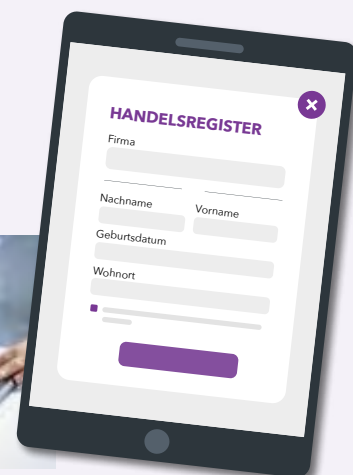 HANDELSREGISTER
Firma
Nachname Vorname
Geburtsdatum
Wohnort